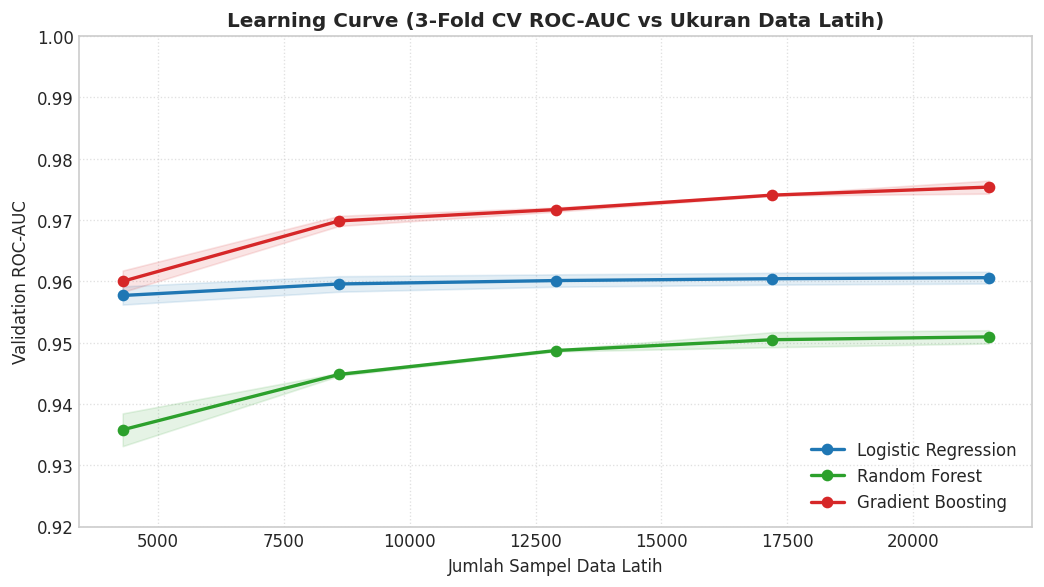 Learning Curve (3-Fold CV ROC-AUC vs Ukuran Data Latih)
1.00
0.99
0.98
0.97
0.96
0.95
0.94
0.93
0.92
Validation ROC-AUC
Logistic Regression
Random Forest
Gradient Boosting
5000
7500
10000
12500
15000
17500
20000
Jumlah Sampel Data Latih